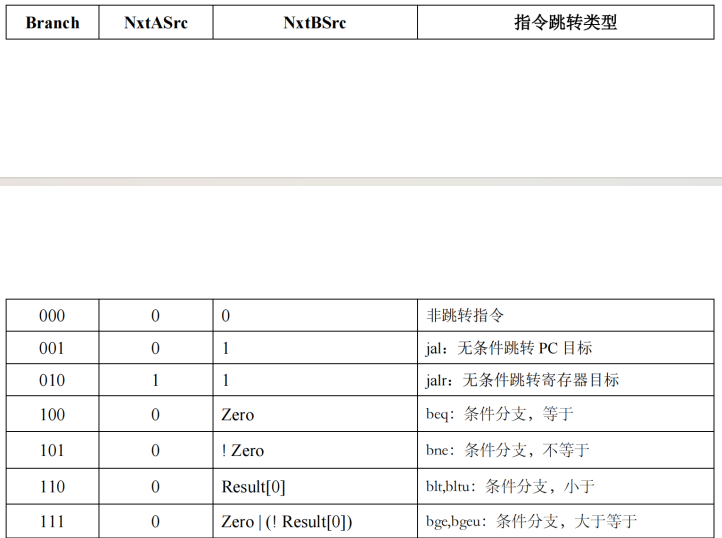 Branch NxtASrc NxtBSrc 指令跳转类型
000 0 0 非跳转指令
001 0 1 jal：无条件跳转 PC 目标
010 1 1 jalr：无条件跳转寄存器目标
100 0 Zero beq：条件分支，等于
101 0 ! Zero bne：条件分支，不等于
110 0 Result[0] blt,bltu：条件分支，小于
111 0 Zero | (! Result[0]) bge,bgeu：条件分支，大于等于